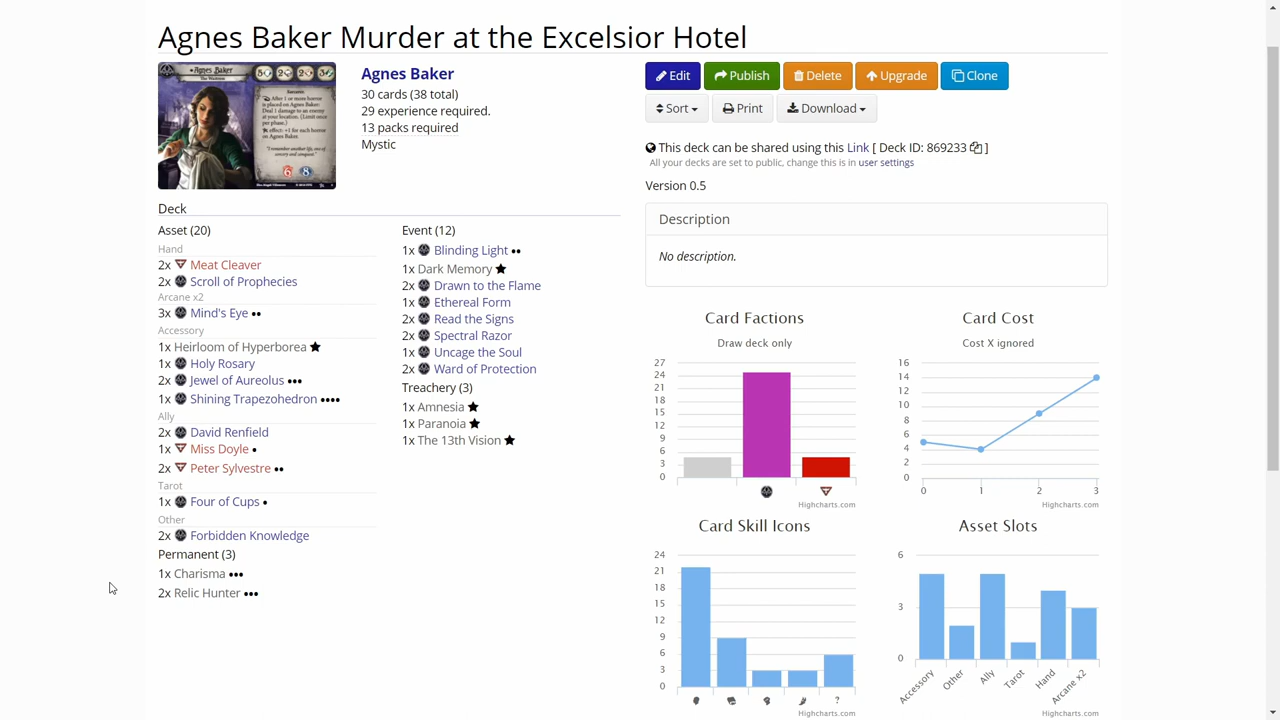 Agnes Baker Murder at the Excelsior Hotel
Agnes Baker
30 cards (38 total)
29 experience required.
13 packs required
Mystic
Edit
Publish
Delete
Upgrade
Clone
Sort
Print
Download
This deck can be shared using this Link [ Deck ID: 869233 ]
All your decks are set to public, change this in user settings
Version 0.5
Description
No description.
Deck
Asset (20)
Hand
2x Meat Cleaver
2x Scroll of Prophecies
Arcane x2
3x Mind's Eye ••
Accessory
1x Heirloom of Hyperborea ★
1x Holy Rosary
2x Jewel of Aureolus •••
1x Shining Trapezohedron ••••
Ally
2x David Renfield
1x Miss Doyle •
2x Peter Sylvestre ••
Tarot
1x Four of Cups •
Other
2x Forbidden Knowledge
Permanent (3)
1x Charisma •••
2x Relic Hunter •••
Event (12)
1x Blinding Light ••
1x Dark Memory ★
2x Drawn to the Flame
1x Ethereal Form
2x Read the Signs
2x Spectral Razor
1x Uncage the Soul
2x Ward of Protection
Treachery (3)
1x Amnesia ★
1x Paranoia ★
1x The 13th Vision ★
Card Factions
Draw deck only
27
24
21
18
15
12
9
6
3
0
Highcharts.com
Card Cost
Cost X ignored
16
14
12
10
8
6
4
2
0
0 1 2 3
Highcharts.com
Card Skill Icons
24
21
18
15
12
9
6
3
0
?
Highcharts.com
Asset Slots
6
3
0
Accessory
Other
Ally
Tarot
Hand
Arcane x2
Highcharts.com